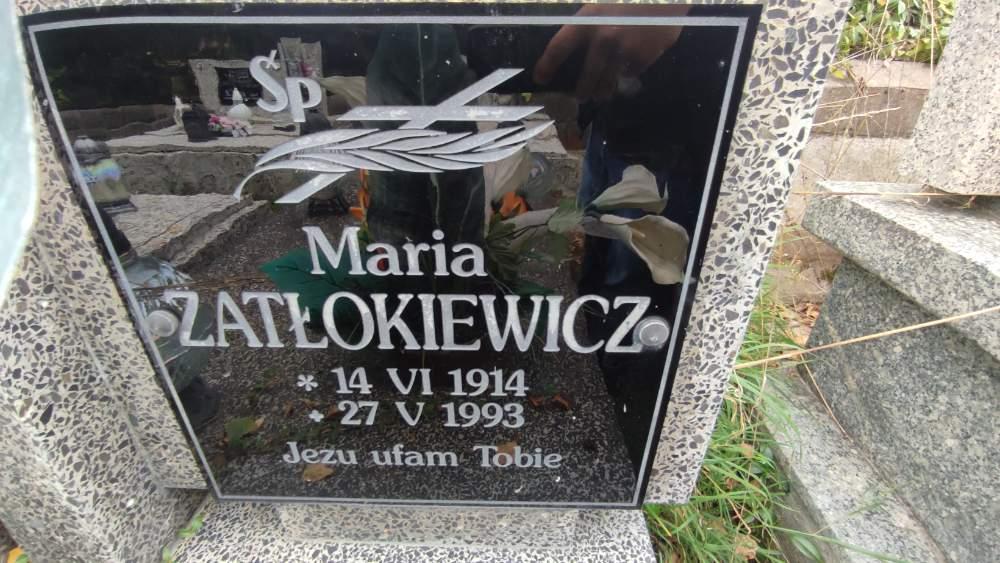 Śp
Maria
ZATŁOKIEWICZ
* 14 VI 1914
+ 27 V 1993
Jezu ufam Tobie